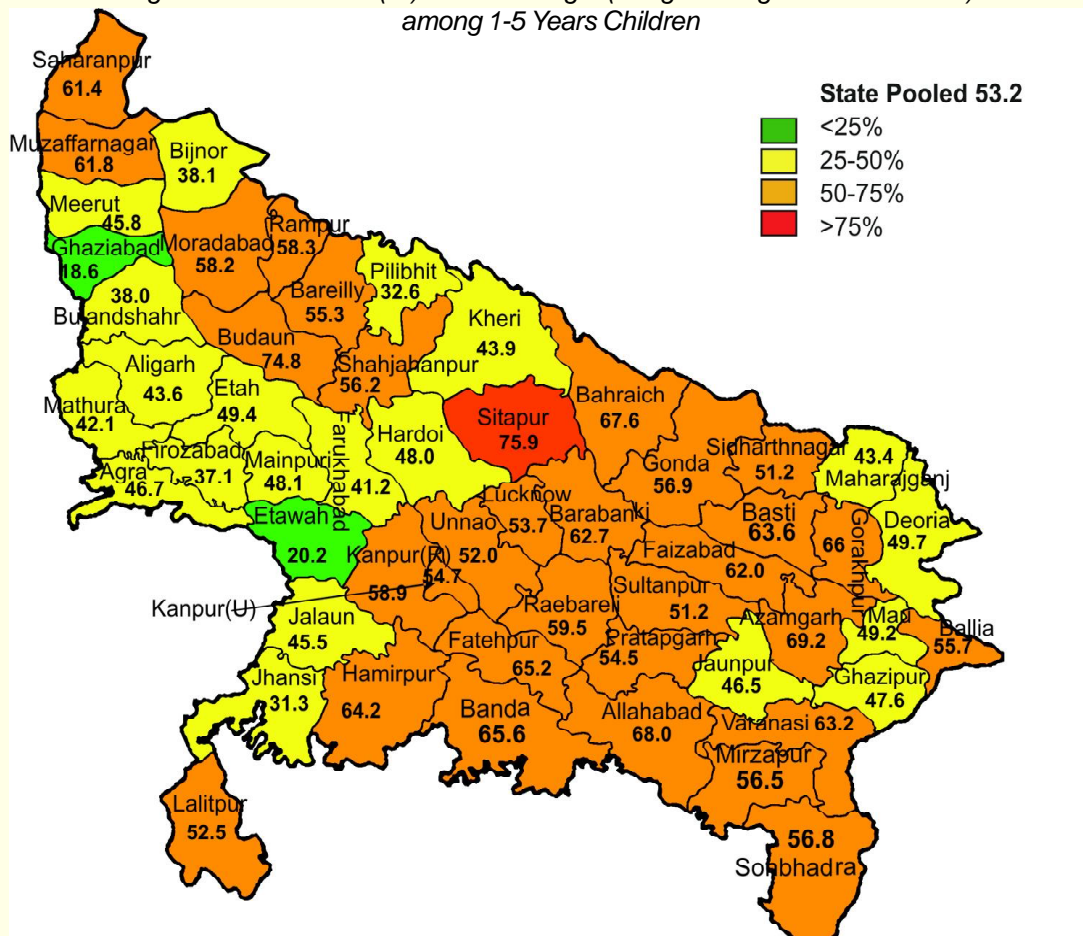 among 1-5 Years Children
State Pooled 53.2
<25%
25-50%
50-75%
>75%
Saharanpur
61.4
Muzaffarnagar
61.8
Bijnor
38.1
Meerut
45.8
Ghaziabad
18.6
Moradabad
58.2
Rampur
58.3
Bareilly
55.3
Pilibhit
32.6
38.0
Bulandshahr
Budaun
74.8
Shahjahanpur
56.2
Kheri
43.9
Aligarh
43.6
Etah
49.4
Mathura
42.1
Firozabad
37.1
Agra
46.7
Mainpuri
48.1
Farukhabad
41.2
Hardoi
48.0
Sitapur
75.9
Bahraich
67.6
Gonda
56.9
Sidharthnagar
51.2
43.4
Maharajganj
Etawah
20.2
Lucknow
53.7
Unnao
52.0
Barabanki
62.7
Basti
63.6
Gorakhpur
66
Deoria
49.7
Faizabad
62.0
Kanpur(R)
58.9
54.7
Kanpur(U)
Raebareli
59.5
Sultanpur
51.2
Azamgarh
69.2
Mau
49.2
Ballia
55.7
Jalaun
45.5
Fatehpur
65.2
Pratapgarh
54.5
Jaunpur
46.5
Ghazipur
47.6
Jhansi
31.3
Hamirpur
64.2
Banda
65.6
Allahabad
68.0
Varanasi 63.2
Mirzapur
56.5
Lalitpur
52.5
56.8
Sonbhadra